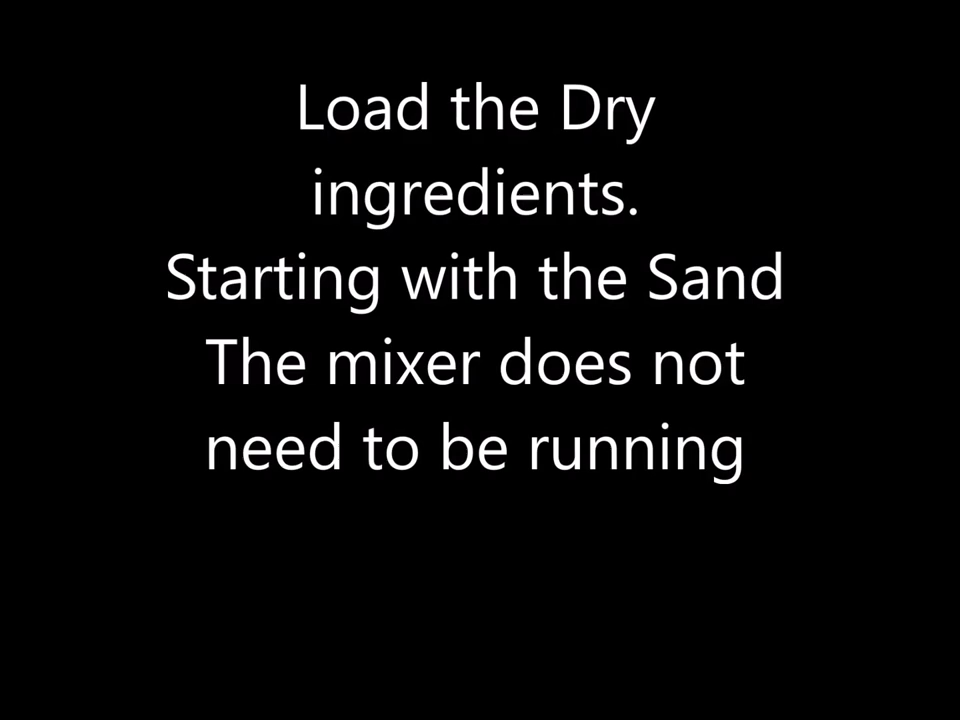 Load the Dry
ingredients.
Starting with the Sand
The mixer does not
need to be running